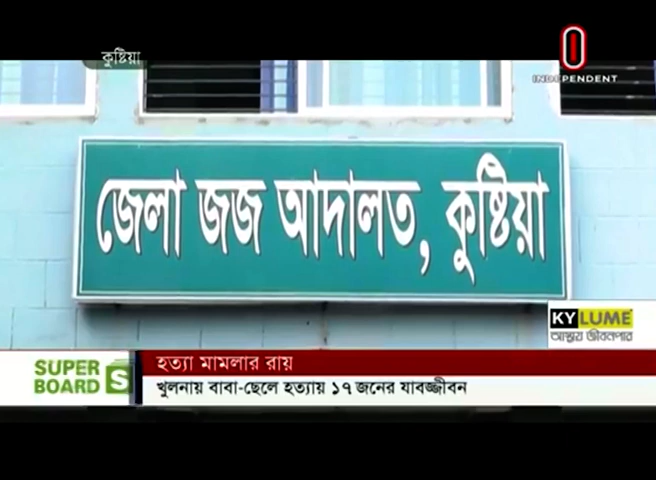 কুষ্টিয়া
INDEPENDENT
জেলা জজ আদালত, কুষ্টিয়া
KYLUME
আস্থায় জীবনপার
SUPER BOARD S
হত্যা মামলার রায়
খুলনায় বাবা-ছেলে হত্যায় ১৭ জনের যাবজ্জীবন